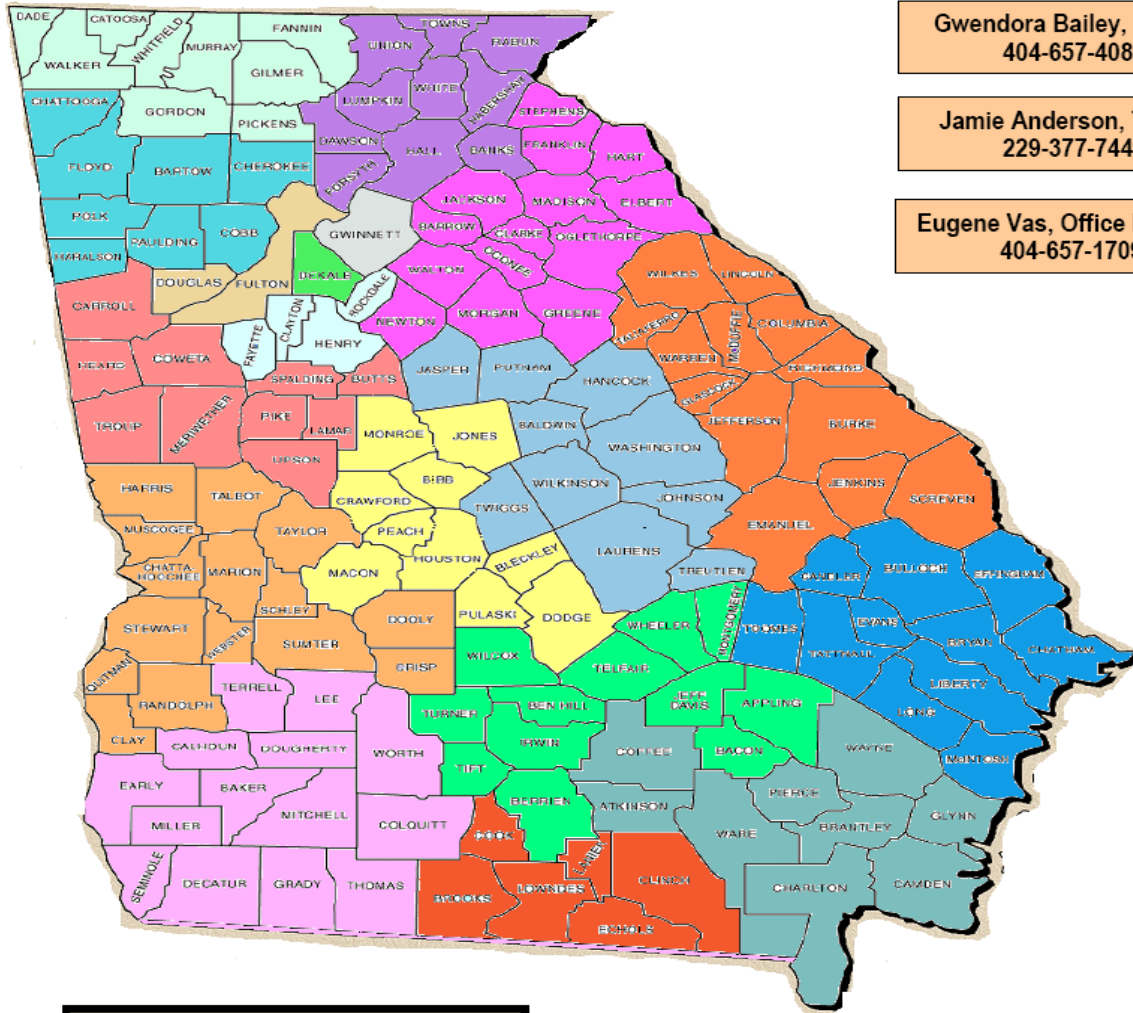 Gwendora Bailey,
404-657-408
Jamie Anderson,
229-377-744
Eugene Vas, Office
404-657-1709
DADE
CATOOSA
WHITFIELD
MURRAY
FANNIN
WALKER
GILMER
CHATTOOGA
GORDON
PICKENS
TOWNS
UNION
RABUN
LUMPKIN
WHITE
HABERSHAM
DAWSON
HALL
BANKS
FORSYTH
STEPHENS
FRANKLIN
HART
FLOYD
BARTOW
CHEROKEE
JACKSON
MADISON
ELBERT
POLK
PAULDING
COBB
GWINNETT
BARROW
CLARKE
OGLETHORPE
OCONEE
HARALSON
DOUGLAS
FULTON
DEKALB
ROCKDALE
WALTON
WILKES
LINCOLN
CARROLL
FAYETTE
CLAYTON
HENRY
NEWTON
MORGAN
GREENE
TALIAFERRO
McDUFFIE
COLUMBIA
HEARD
COWETA
SPALDING
BUTTS
JASPER
PUTNAM
HANCOCK
WARREN
RICHMOND
GLASCOCK
TROUP
MERIWETHER
PIKE
LAMAR
MONROE
JONES
BALDWIN
WASHINGTON
JEFFERSON
BURKE
UPSON
HARRIS
TALBOT
CRAWFORD
BIBB
TWIGGS
WILKINSON
JOHNSON
JENKINS
SCREVEN
MUSCOGEE
TAYLOR
PEACH
HOUSTON
BLECKLEY
LAURENS
EMANUEL
CHATTA-
HOOCHEE
MARION
MACON
TREUTLEN
CANDLER
BULLOCH
EFFINGHAM
STEWART
WEBSTER
SCHLEY
SUMTER
DOOLY
PULASKI
DODGE
WHEELER
MONTGOMERY
TOOMBS
EVANS
BRYAN
CHATHAM
TATTNALL
QUITMAN
RANDOLPH
TERRELL
LEE
CRISP
WILCOX
TELFAIR
LIBERTY
CLAY
CALHOUN
DOUGHERTY
WORTH
TURNER
BEN HILL
JEFF
DAVIS
APPLING
LONG
EARLY
BAKER
TIFT
IRWIN
COFFEE
BACON
WAYNE
McINTOSH
MILLER
MITCHELL
COLQUITT
BERRIEN
ATKINSON
PIERCE
WARE
BRANTLEY
GLYNN
SEMINOLE
DECATUR
GRADY
THOMAS
COOK
LANIER
CLINCH
BROOKS
LOWNDES
ECHOLS
CHARLTON
CAMDEN